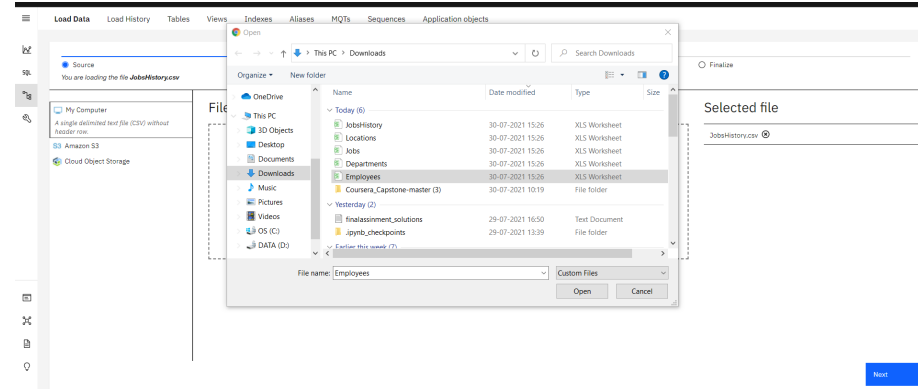 Load Data Load History Tables Views Indexes Aliases MQTs Sequences Application objects
Open
This PC > Downloads
Search Downloads
Source
You are loading the file JobsHistory.csv
Finalize
SQL
Organize New folder
My Computer
A single delimited text file (CSV) without
header row.
S3 Amazon S3
Cloud Object Storage
File
OneDrive
This PC
3D Objects
Desktop
Documents
Downloads
Music
Pictures
Videos
OS (C:)
DATA (D:)
Name Date modified Type Size
Today (6)
JobsHistory 30-07-2021 15:26 XLS Worksheet
Locations 30-07-2021 15:26 XLS Worksheet
Jobs 30-07-2021 15:26 XLS Worksheet
Departments 30-07-2021 15:26 XLS Worksheet
Employees 30-07-2021 15:26 XLS Worksheet
Coursera_Capstone-master (3) 30-07-2021 10:19 File folder
Yesterday (2)
finalassinment_solutions 29-07-2021 16:50 Text Document
.ipynb_checkpoints 29-07-2021 13:39 File folder
Earlier this week (7)
File name: Employees Custom Files
Open Cancel
Selected file
JobsHistory.csv
Next